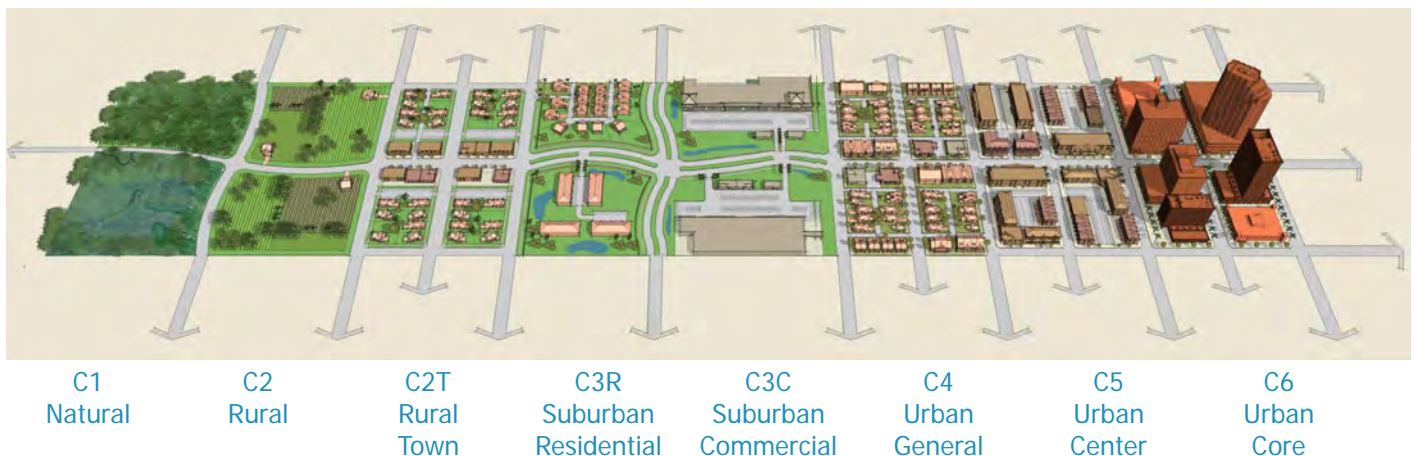 C1
Natural
C2
Rural
C2T
Rural
Town
C3R
Suburban
Residential
C3C
Suburban
Commercial
C4
Urban
General
C5
Urban
Center
C6
Urban
Core